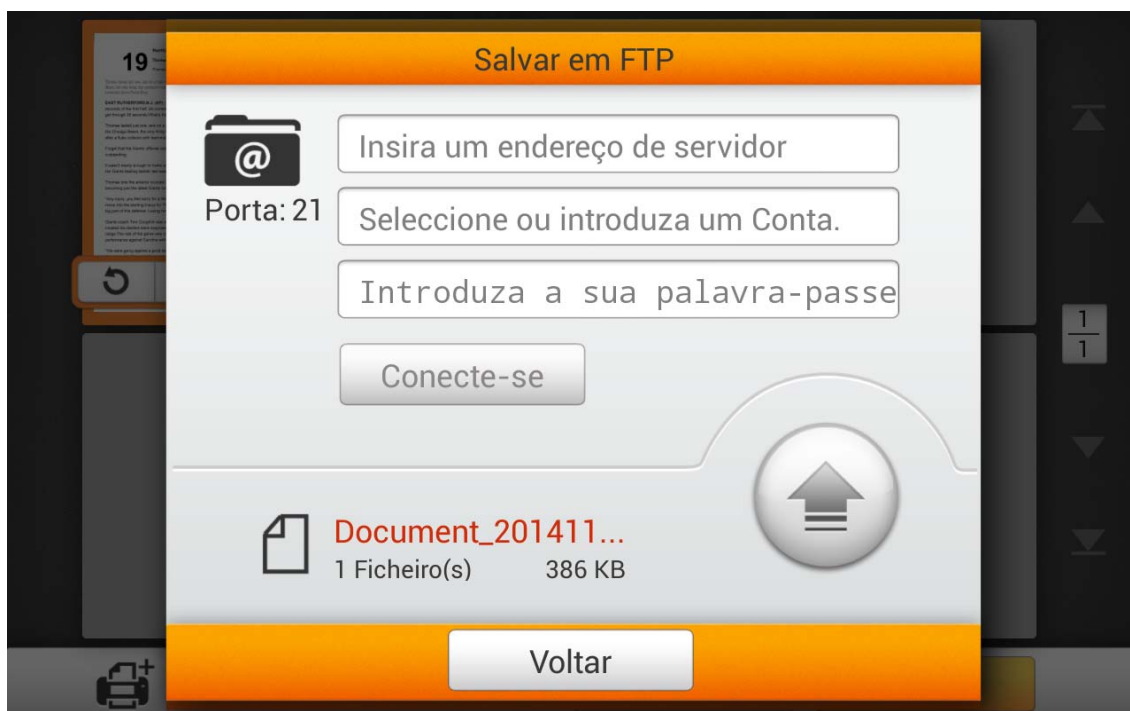 Salvar em FTP
19
@
Insira um endereço de servidor
Porta: 21
Seleccione ou introduza um Conta.
Introduza a sua palavra-passe
1
1
Conecte-se
Document_201411...
1 Ficheiro(s) 386 KB
Voltar